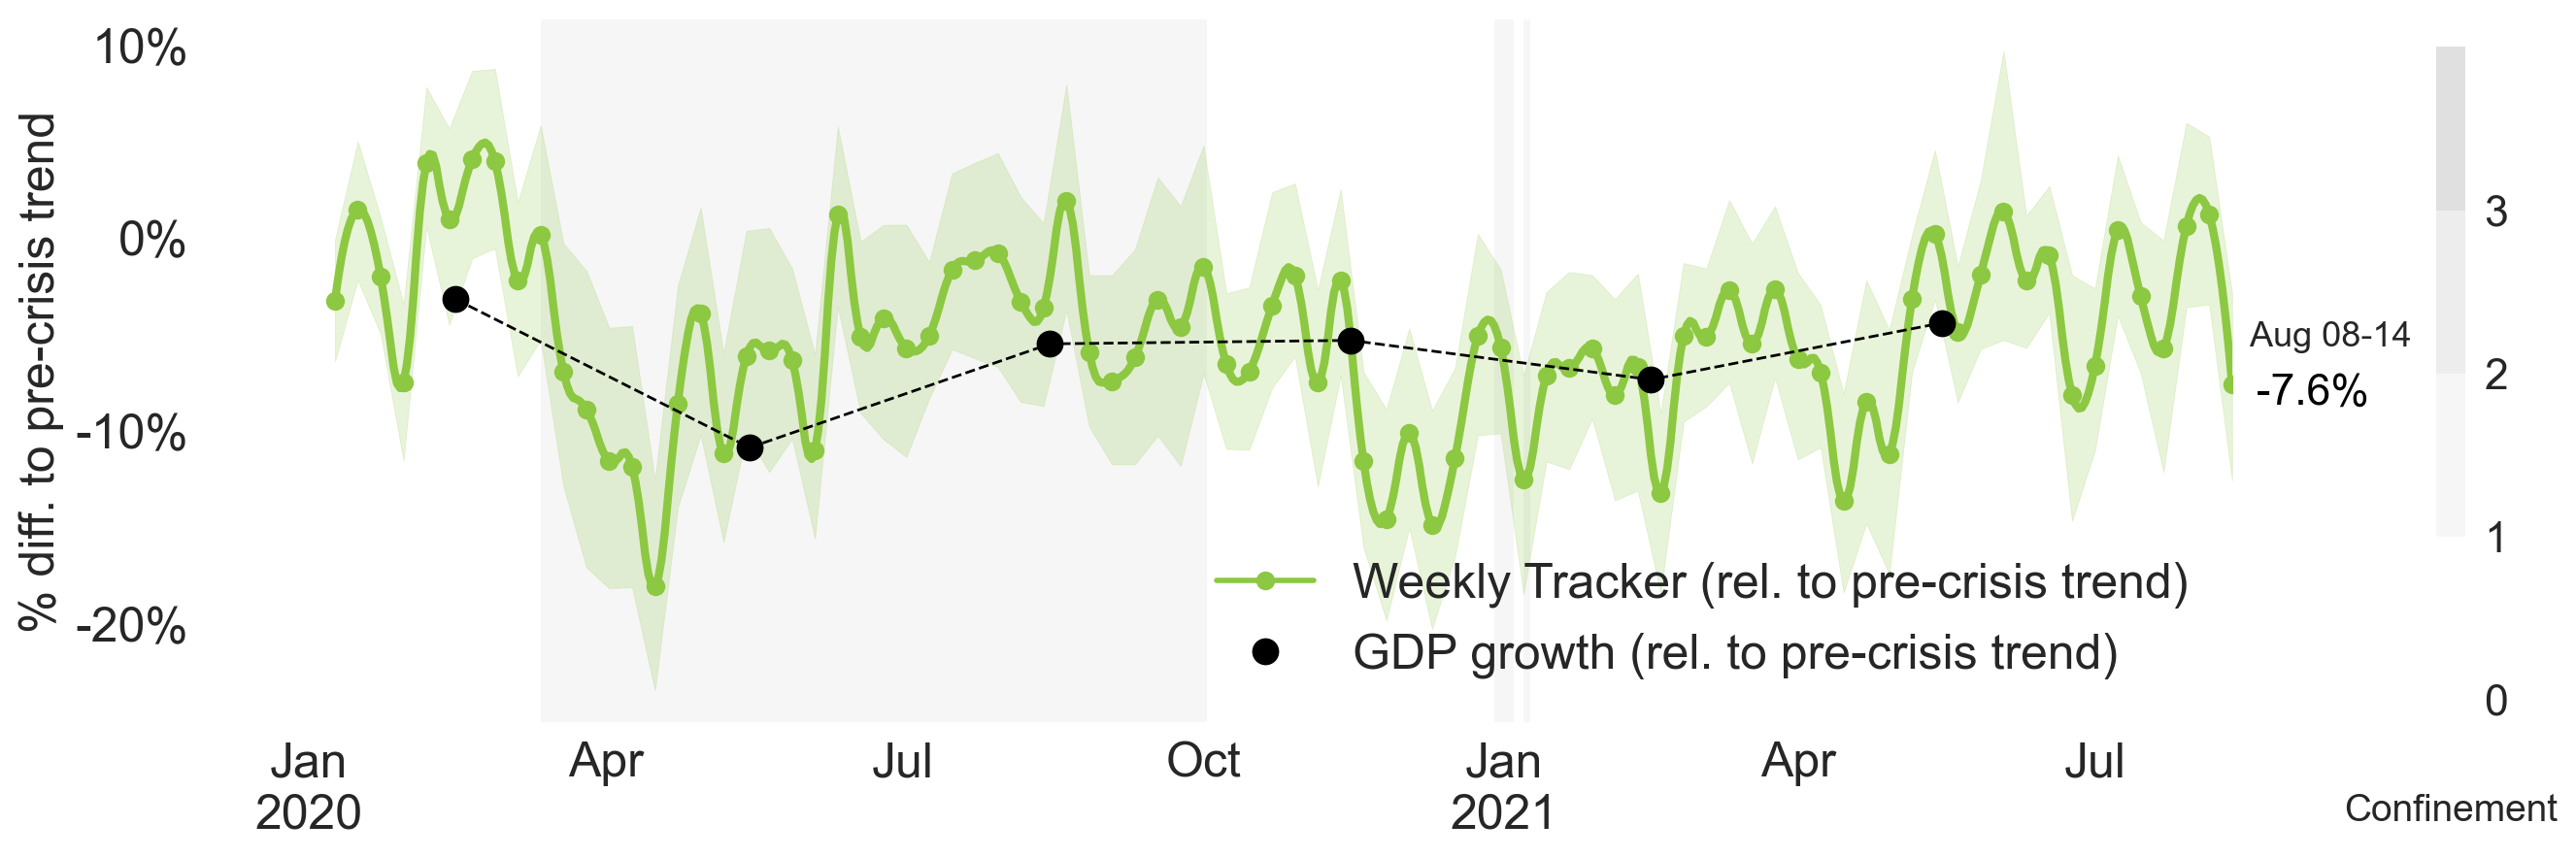 % diff. to pre-crisis trend
10%
0%
-10%
-20%
Weekly Tracker (rel. to pre-crisis trend)
GDP growth (rel. to pre-crisis trend)
Jan
2020
Apr
Jul
Oct
Jan
2021
Apr
Jul
Aug 08-14
-7.6%
3
2
1
0
Confinement